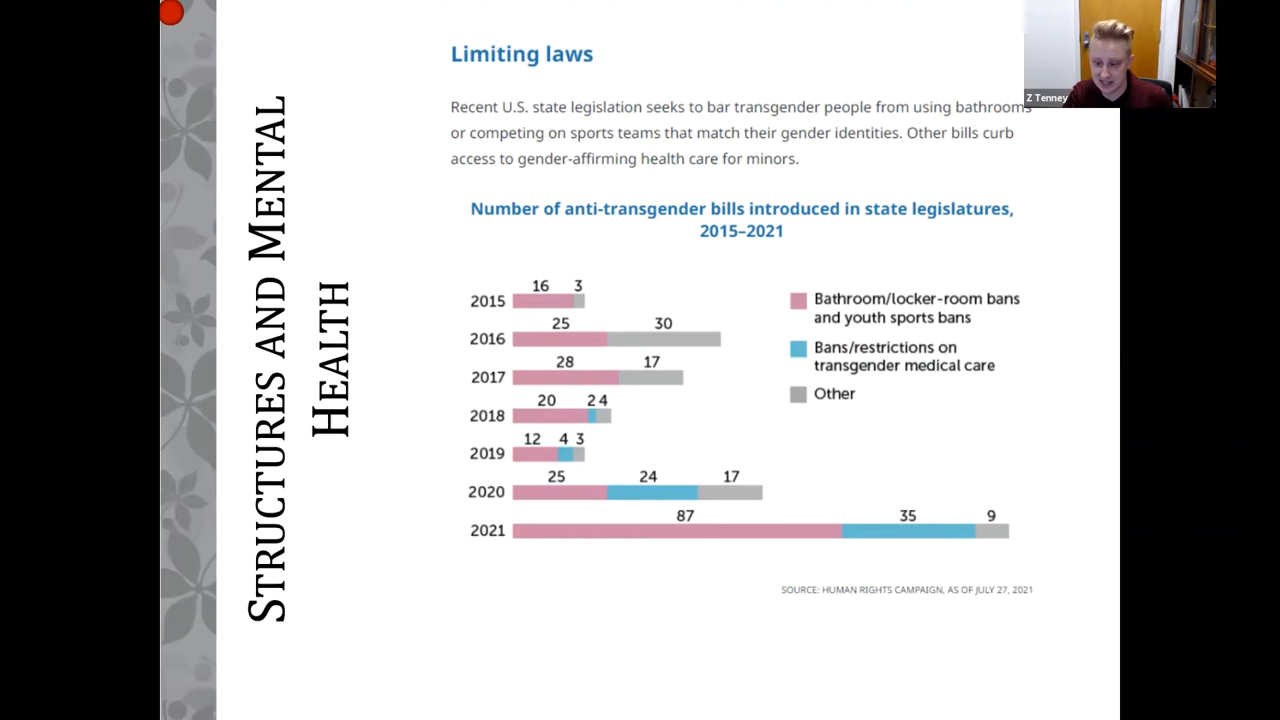 STRUCTURES AND MENTAL
HEALTH
Limiting laws
Z Tenney
Recent U.S. state legislation seeks to bar transgender people from using bathrooms
or competing on sports teams that match their gender identities. Other bills curb
access to gender-affirming health care for minors.
Number of anti-transgender bills introduced in state legislatures,
2015–2021
16 3
2015
25 30
2016
28 17
2017
20 2 4
2018
12 4 3
2019
25 24 17
2020
87 35 9
2021
Bathroom/locker-room bans
and youth sports bans
Bans/restrictions on
transgender medical care
Other
SOURCE: HUMAN RIGHTS CAMPAIGN, AS OF JULY 27, 2021